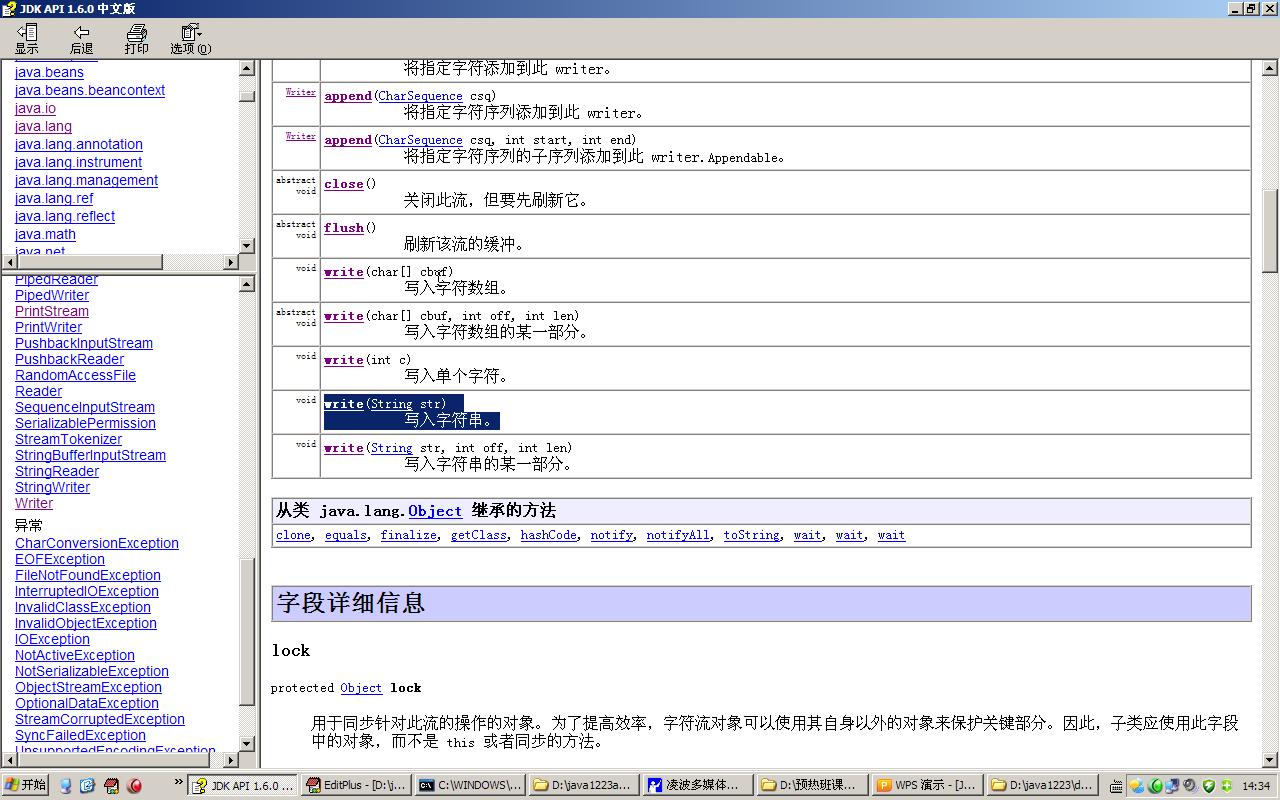 JDK API 1.6.0 中文版
显示 后退 打印 选项(O)
java.beans
java.beans.beancontext
java.io
java.lang
java.lang.annotation
java.lang.instrument
java.lang.management
java.lang.ref
java.lang.reflect
java.math
java.net
PipedReader
PipedWriter
PrintStream
PrintWriter
PushbackInputStream
PushbackReader
RandomAccessFile
Reader
SequenceInputStream
SerializablePermission
StreamTokenizer
StringBufferInputStream
StringReader
StringWriter
Writer
异常
CharConversionException
EOFException
FileNotFoundException
InterruptedIOException
InvalidClassException
InvalidObjectException
IOException
NotActiveException
NotSerializableException
ObjectStreamException
OptionalDataException
StreamCorruptedException
SyncFailedException
UnsupportedEncodingException
将指定字符添加到此 writer。
Writer append(CharSequence csq)
将指定字符序列添加到此 writer。
Writer append(CharSequence csq, int start, int end)
将指定字符序列的子序列添加到此 writer.Appendable。
abstract void close()
关闭此流，但要先刷新它。
abstract void flush()
刷新该流的缓冲。
void write(char[] cbuf)
写入字符数组。
abstract void write(char[] cbuf, int off, int len)
写入字符数组的某一部分。
void write(int c)
写入单个字符。
void write(String str)
写入字符串。
void write(String str, int off, int len)
写入字符串的某一部分。
从类 java.lang.Object 继承的方法
clone, equals, finalize, getClass, hashCode, notify, notifyAll, toString, wait, wait, wait
字段详细信息
lock
protected Object lock
用于同步针对此流的操作的对象。为了提高效率，字符流对象可以使用其自身以外的对象来保护关键部分。因此，子类应使用此字段
中的对象，而不是 this 或者同步的方法。
开始 » JDK API 1.6.0 ... EditPlus - [D:\j... C:\WINDOWS\... D:\java1223a... 凌波多媒体... D:\预热班课... WPS 演示 - [J... D:\java1223\d... 14:34